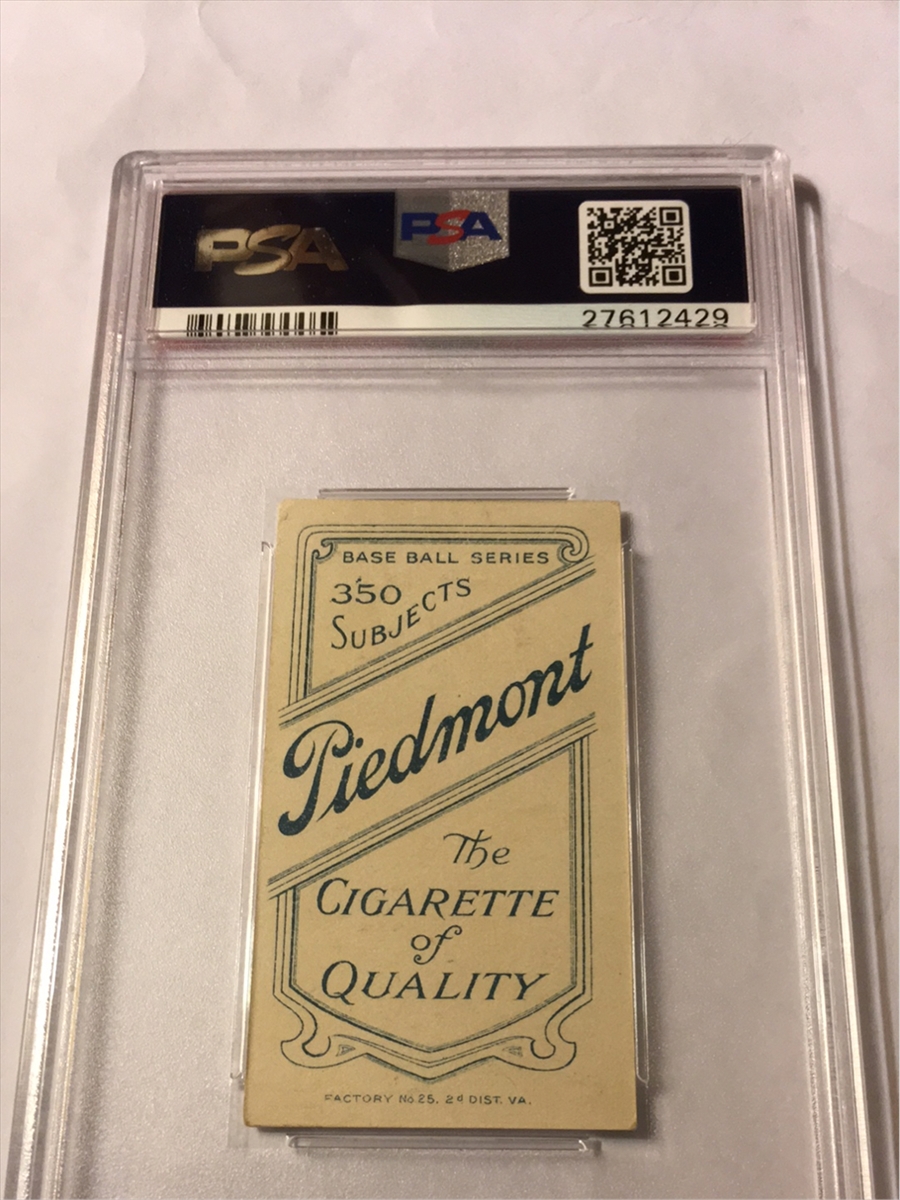 PSA
PSA
27612429
BASE BALL SERIES
350
SUBJECTS
Piedmont
The
CIGARETTE
of
QUALITY
FACTORY No 25, 2d DIST. VA.